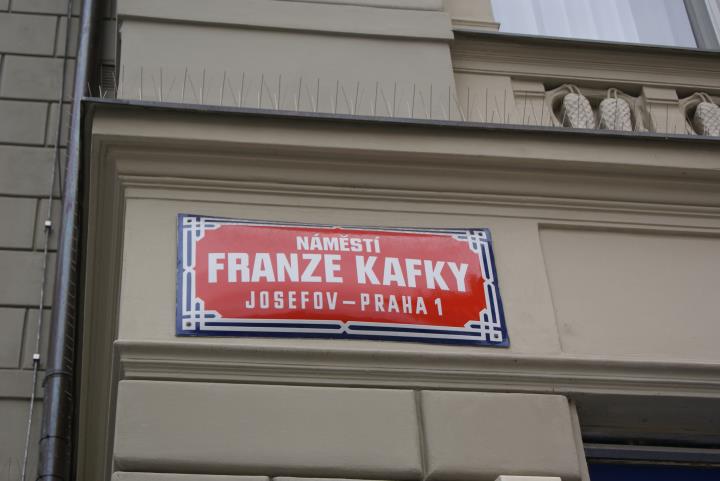 NÁMĚSTÍ
FRANZE KAFKY
JOSEFOV – PRAHA 1